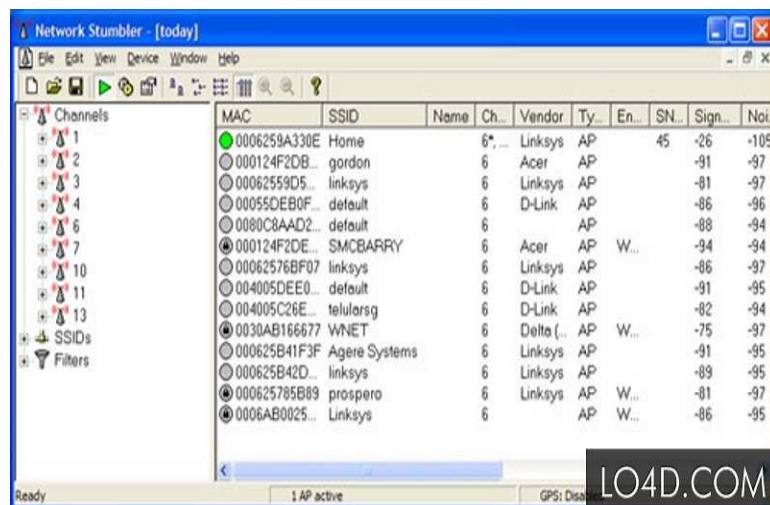 Network Stumbler - [today]
File Edit View Device Window Help
Channels
1
2
3
4
6
7
10
11
13
SSIDs
Filters
MAC SSID Name Ch... Vendor Ty... En... SN... Sign... Noi
0006259A330E Home 6*, ... Linksys AP 45 -26 -105
000124F2DB... gordon 6 Acer AP -91 -97
00062559D5... linksys 6 Linksys AP -81 -97
00055DEB0F... default 6 D-Link AP -86 -96
0080C8AAD2... default 6 AP -88 -94
000124F2DE... SMCBARRY 6 Acer AP W... -94 -94
00062576BF07 linksys 6 Linksys AP -86 -97
004005DEE0... default 6 D-Link AP -91 -95
004005C26E... telularsg 6 D-Link AP -82 -94
0030AB166677 WNET 6 Delta (... AP W... -75 -97
000625B41F3F Agere Systems 6 Linksys AP -91 -95
000625B42D... linksys 6 Linksys AP -89 -95
000625785B89 prospero 6 Linksys AP W... -81 -97
0006AB0025... Linksys 6 AP W... -86 -95
Ready 1 AP active GPS: Disabled
LO4D.COM